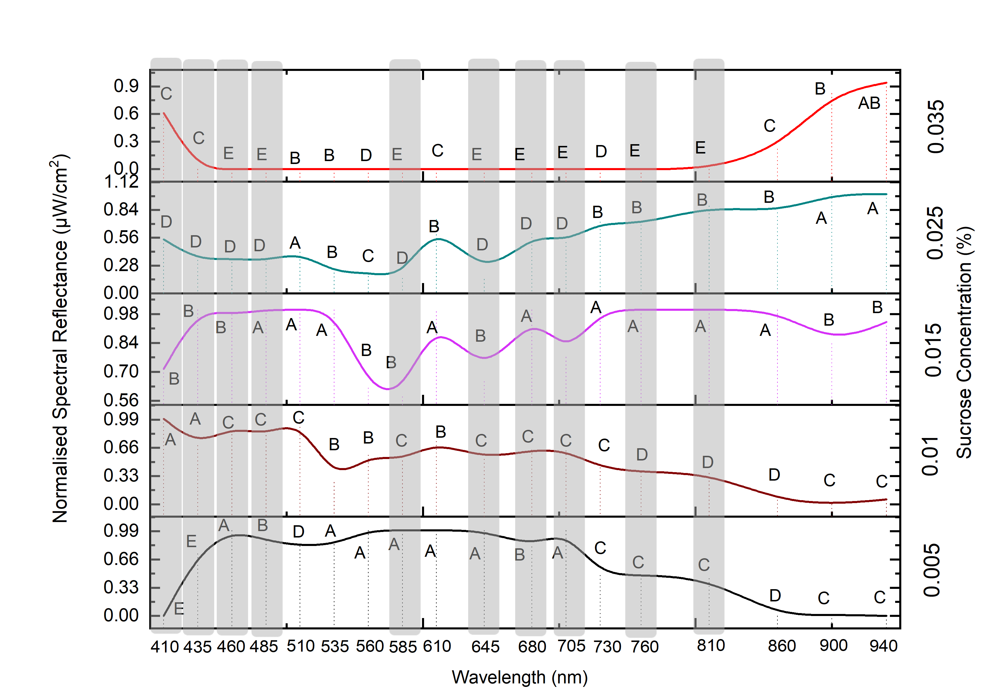 Normalised Spectral Reflectance (µW/cm²)
0.9
0.6
0.3
0.0
C
C
E
E
B
B
D
E
C
E
E
E
D
E
E
C
B
AB
0.035
1.12
0.84
0.56
0.28
0.00
D
D
D
D
A
B
C
D
B
D
D
D
B
B
B
B
A
A
0.025
0.98
0.84
0.70
0.56
B
B
B
A
A
A
B
B
A
B
A
A
A
A
A
B
B
0.015
0.99
0.66
0.33
0.00
A
A
C
C
C
B
B
C
B
C
C
C
C
D
D
D
C
C
0.01
0.99
0.66
0.33
0.00
E
E
A
B
D
A
A
A
A
A
B
A
C
C
C
D
C
C
0.005
Sucrose Concentration (%)
410 435 460 485 510 535 560 585 610 645 680 705 730 760 810 860 900 940
Wavelength (nm)